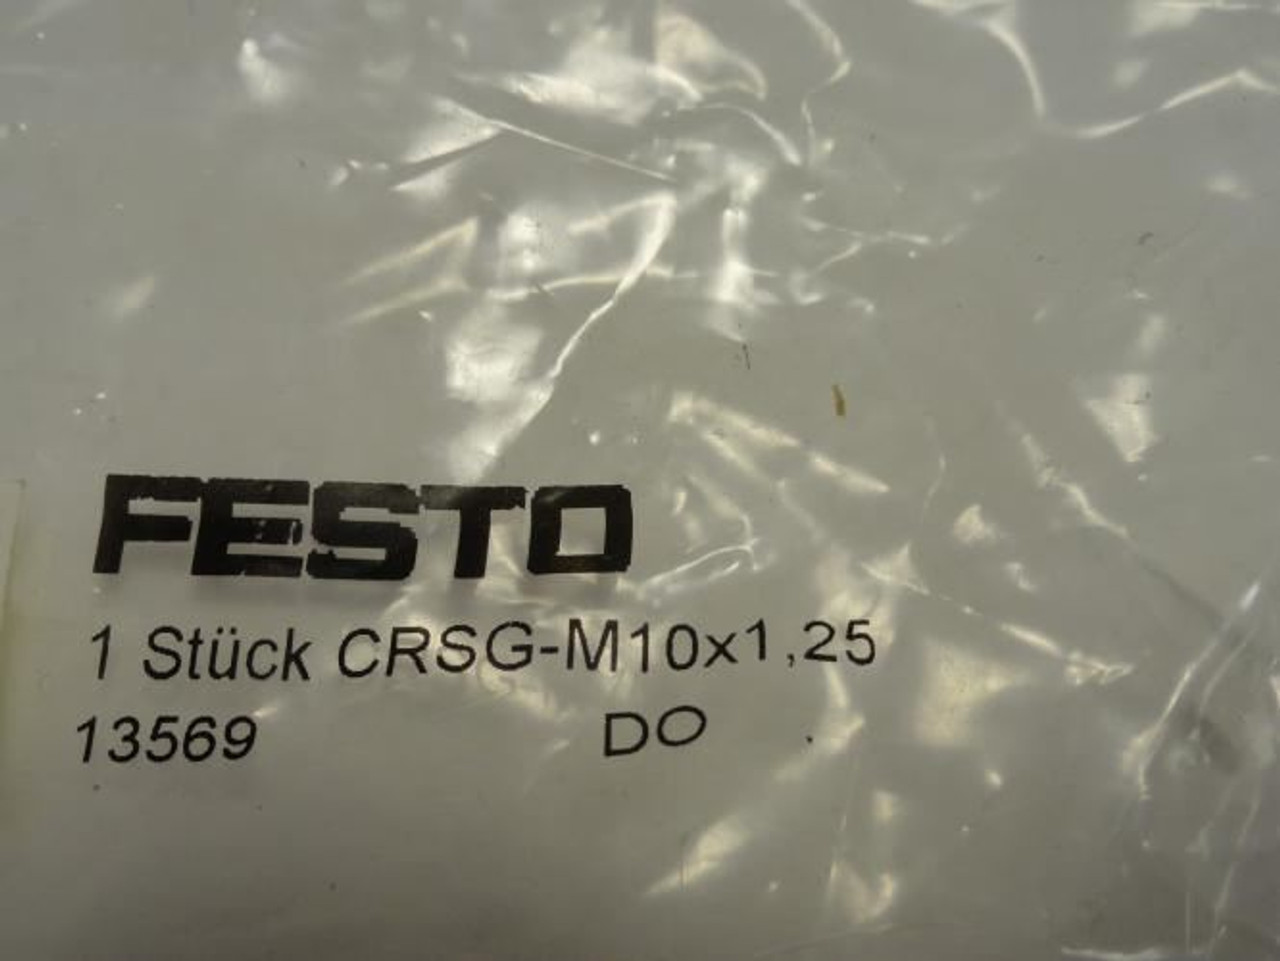 FESTO
1 Stück CRSG-M10x1,25
13569 DO